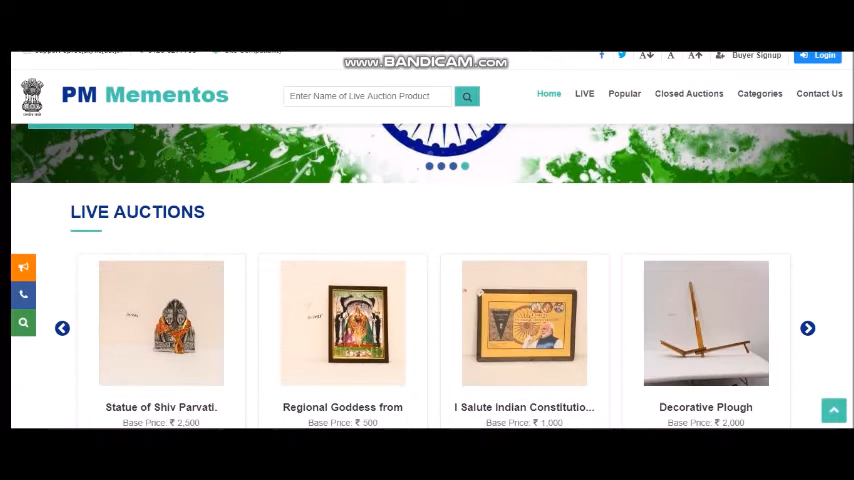 www.BANDICAM.com
A A A Buyer Signup Login
PM Mementos
Enter Name of Live Auction Product
Home LIVE Popular Closed Auctions Categories Contact Us
LIVE AUCTIONS
Statue of Shiv Parvati. Regional Goddess from I Salute Indian Constitutio... Decorative Plough
Base Price: ₹ 2,500 Base Price: ₹ 500 Base Price: ₹ 1,000 Base Price: ₹ 2,000